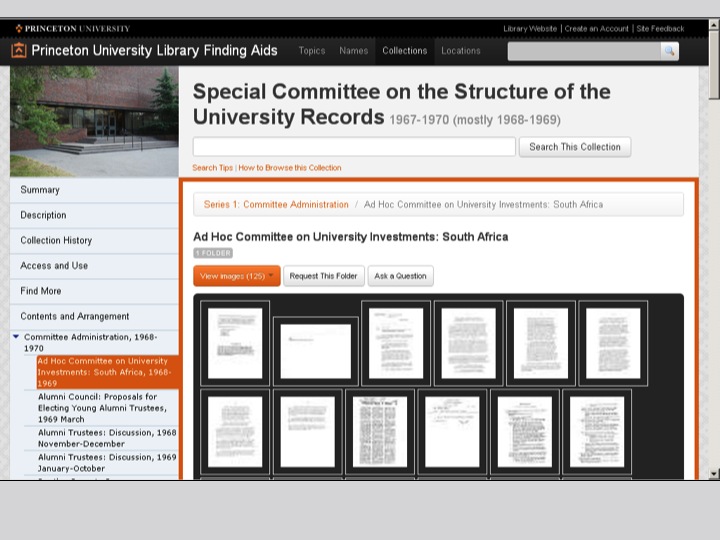 PRINCETON UNIVERSITY
Library Website | Create an Account | Site Feedback
Princeton University Library Finding Aids
Topics Names Collections Locations
Special Committee on the Structure of the
University Records 1967-1970 (mostly 1968-1969)
Search This Collection
Search Tips | How to Browse this Collection
Summary
Description
Collection History
Access and Use
Find More
Contents and Arrangement
Committee Administration, 1968-
1970
Ad Hoc Committee on University
Investments: South Africa, 1968-
1969
Alumni Council: Proposals for
Electing Young Alumni Trustees,
1969 March
Alumni Trustees: Discussion, 1968
November-December
Alumni Trustees: Discussion, 1969
January-October
Series 1: Committee Administration / Ad Hoc Committee on University Investments: South Africa
Ad Hoc Committee on University Investments: South Africa
1 FOLDER
View images (125)
Request This Folder
Ask a Question